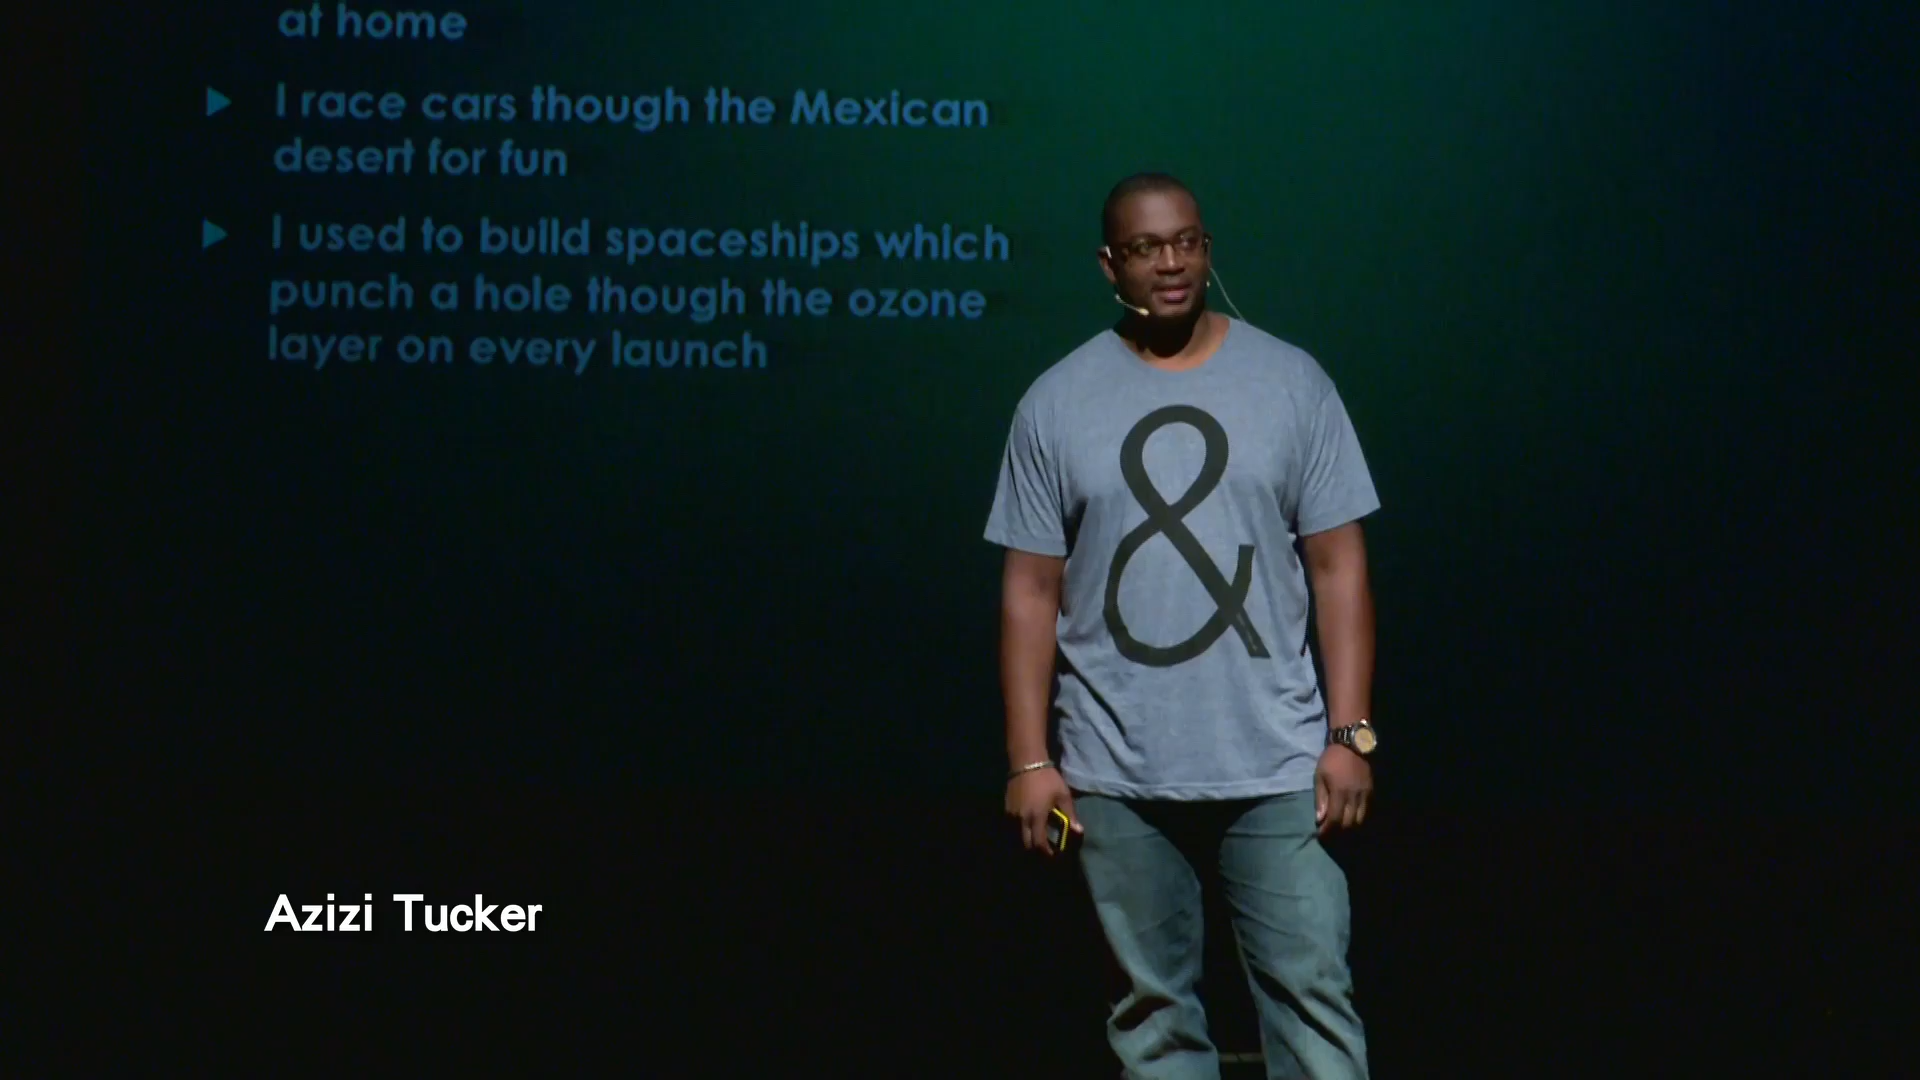 at home
▶ I race cars though the Mexican
desert for fun
▶ I used to build spaceships which
punch a hole though the ozone
layer on every launch
&
Azizi Tucker